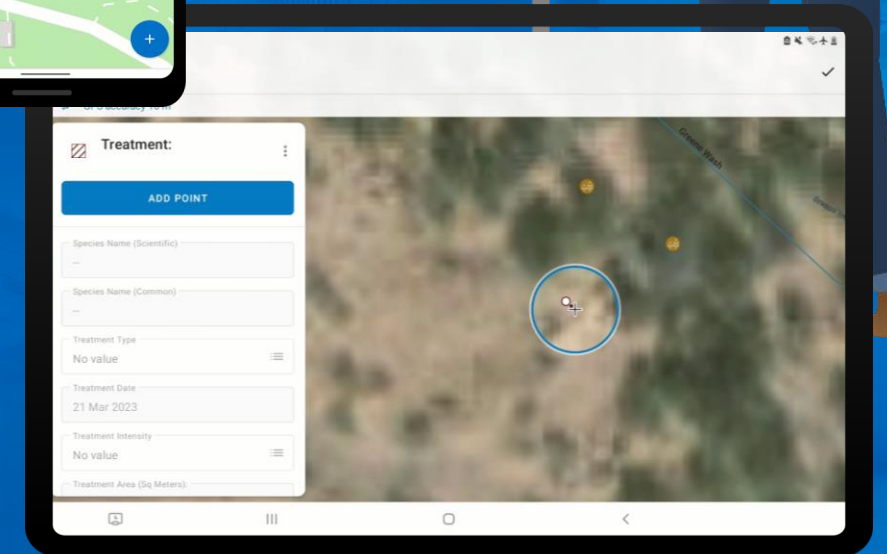 +
Treatment:
ADD POINT
Species Name (Scientific)
--
Species Name (Common)
--
Treatment Type
No value
Treatment Date
21 Mar 2023
Treatment Intensity
No value
Treatment Area (Sq Meters)
Greene Wash